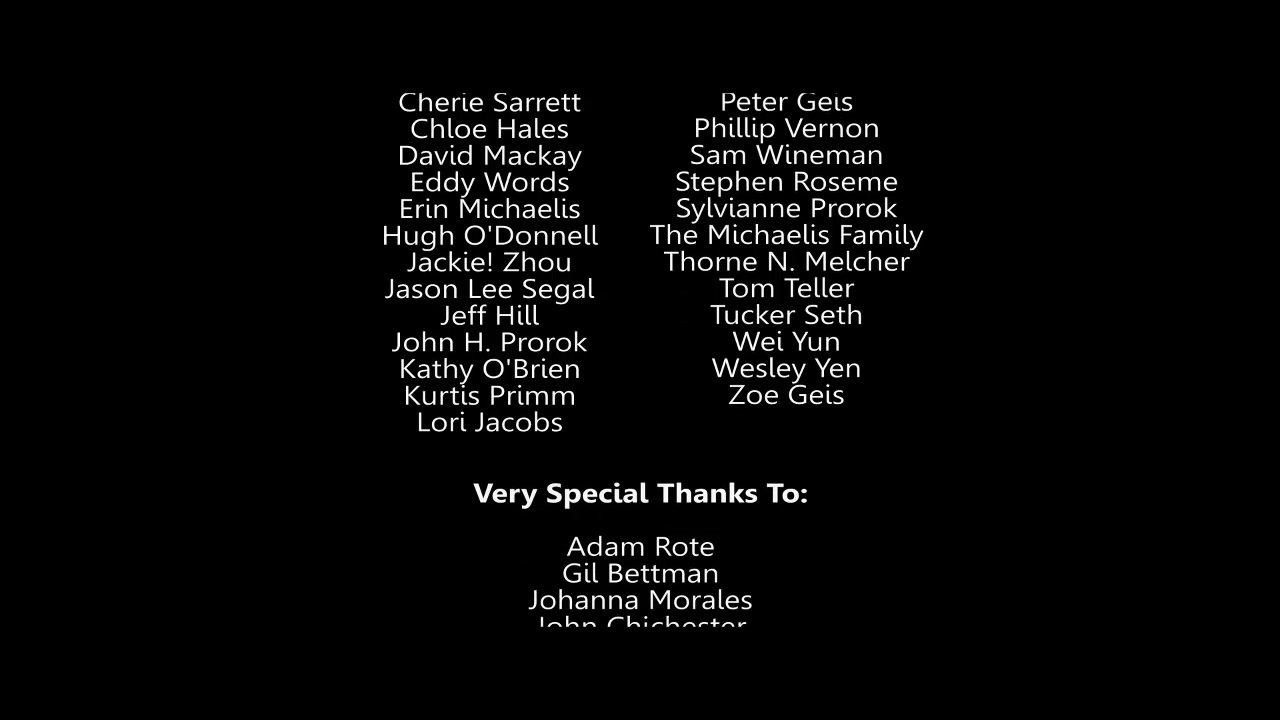 Cherie Sarrett
Chloe Hales
David Mackay
Eddy Words
Erin Michaelis
Hugh O'Donnell
Jackie! Zhou
Jason Lee Segal
Jeff Hill
John H. Prorok
Kathy O'Brien
Kurtis Primm
Lori Jacobs
Peter Geis
Phillip Vernon
Sam Wineman
Stephen Roseme
Sylvianne Prorok
The Michaelis Family
Thorne N. Melcher
Tom Teller
Tucker Seth
Wei Yun
Wesley Yen
Zoe Geis
Very Special Thanks To:
Adam Rote
Gil Bettman
Johanna Morales
John Chichester